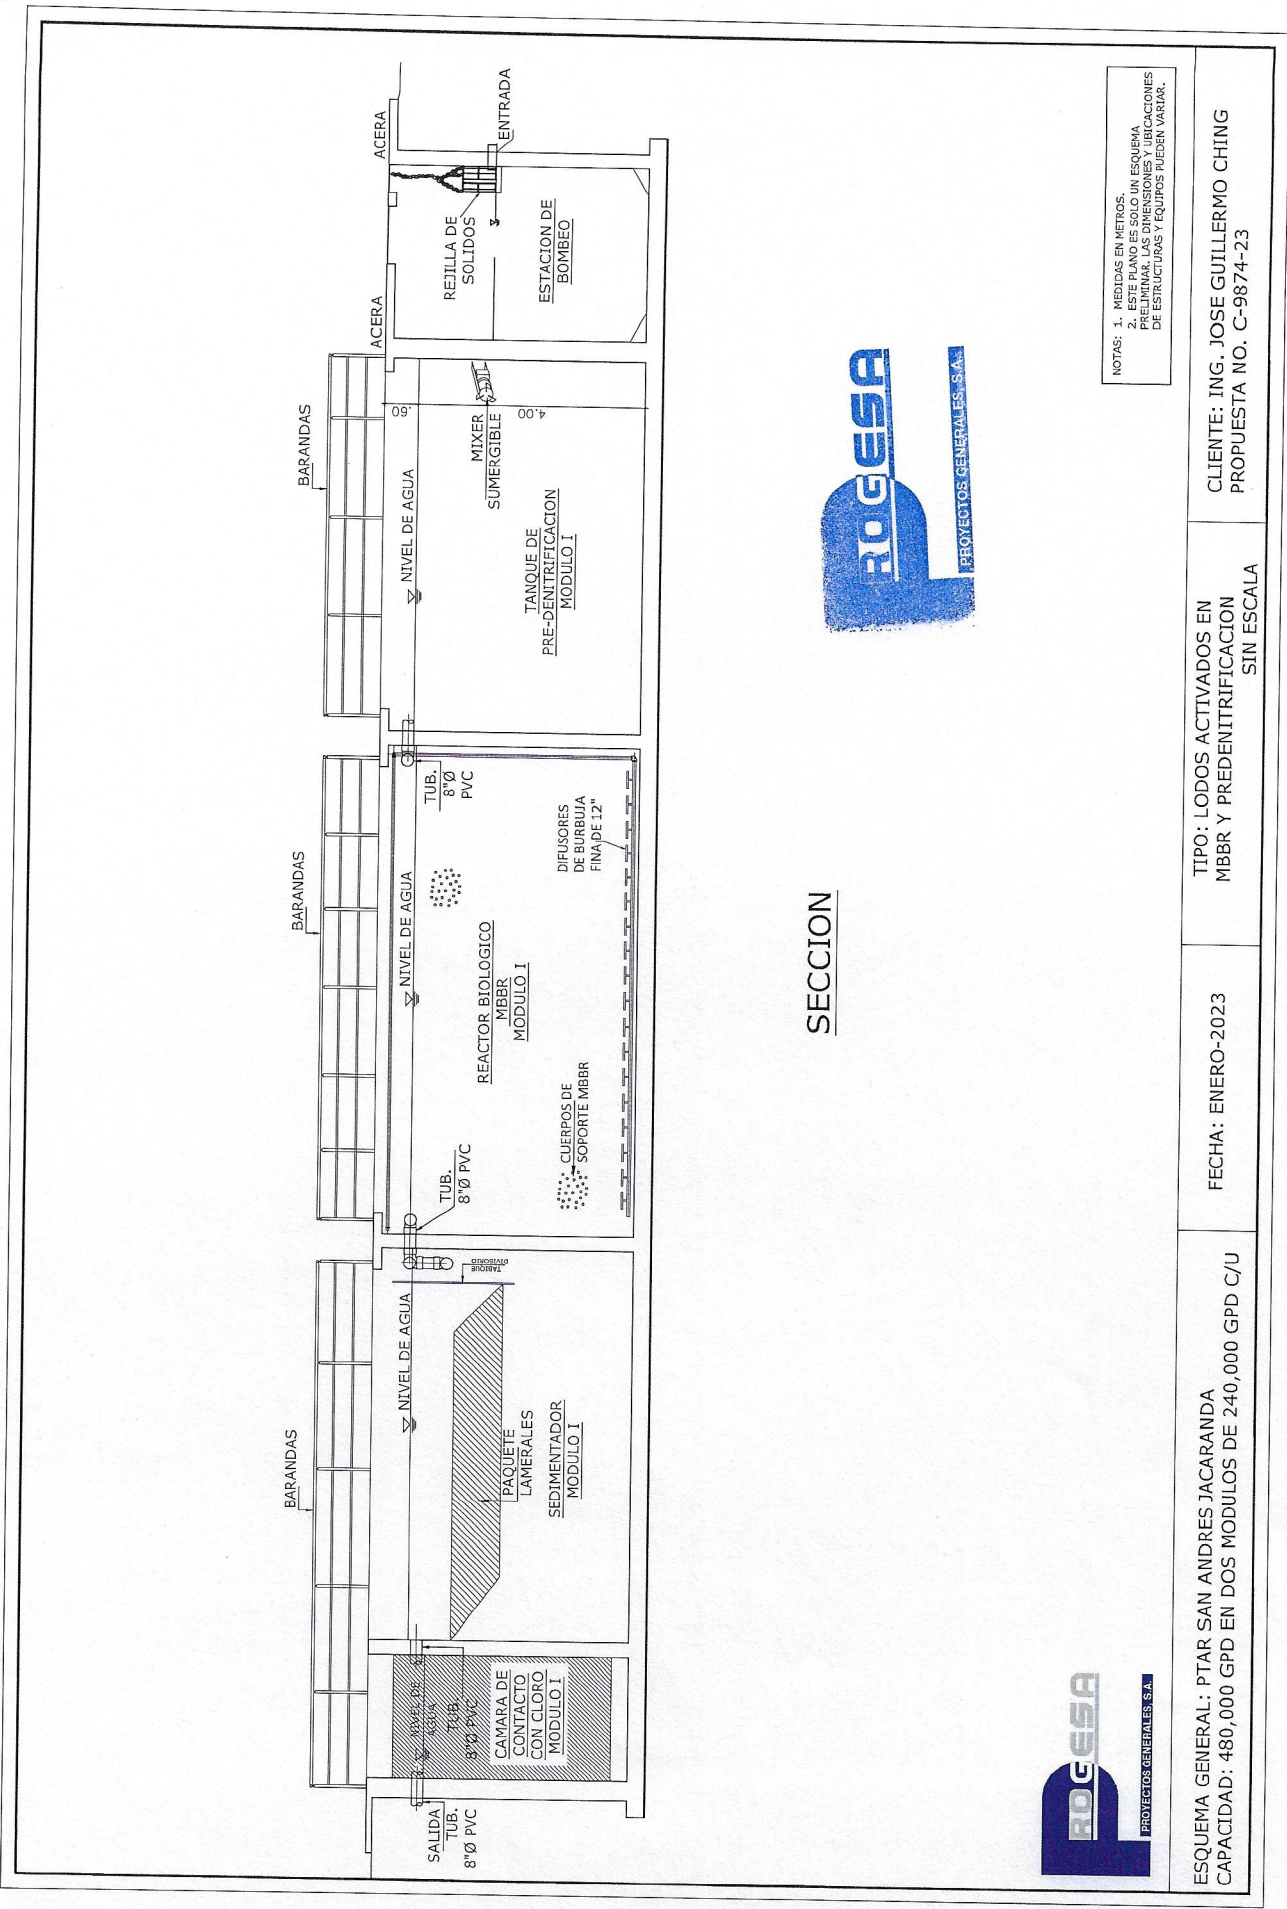 BARANDAS
BARANDAS
BARANDAS
ACERA
ACERA
SALIDA
TUB.
8"Ø PVC
NIVEL DE
AGUA
TUB.
8"Ø PVC
CAMARA DE
CONTACTO
CON CLORO
MODULO I
NIVEL DE AGUA
PAQUETE
LAMERALES
SEDIMENTADOR
MODULO I
TABIQUE
DIVISORIO
TUB.
8"Ø PVC
CUERPOS DE
SOPORTE MBBR
NIVEL DE AGUA
REACTOR BIOLOGICO
MBBR
MODULO I
DIFUSORES
DE BURBUJA
FINA DE 12"
TUB.
8"Ø
PVC
NIVEL DE AGUA
TANQUE DE
PRE-DENITRIFICACION
MODULO I
MIXER
SUMERGIBLE
.60
4.00
REJILLA DE
SOLIDOS
ESTACION DE
BOMBEO
ENTRADA
SECCION
PROGESA
PROYECTOS GENERALES, S.A.
NOTAS: 1. MEDIDAS EN METROS.
2. ESTE PLANO ES SOLO UN ESQUEMA
PRELIMINAR. LAS DIMENSIONES Y UBICACIONES
DE ESTRUCTURAS Y EQUIPOS PUEDEN VARIAR.
PROGESA
PROYECTOS GENERALES, S.A.
ESQUEMA GENERAL: PTAR SAN ANDRES JACARANDA
CAPACIDAD: 480,000 GPD EN DOS MODULOS DE 240,000 GPD C/U
FECHA: ENERO-2023
TIPO: LODOS ACTIVADOS EN
MBBR Y PREDENITRIFICACION
SIN ESCALA
CLIENTE: ING. JOSE GUILLERMO CHING
PROPUESTA NO. C-9874-23